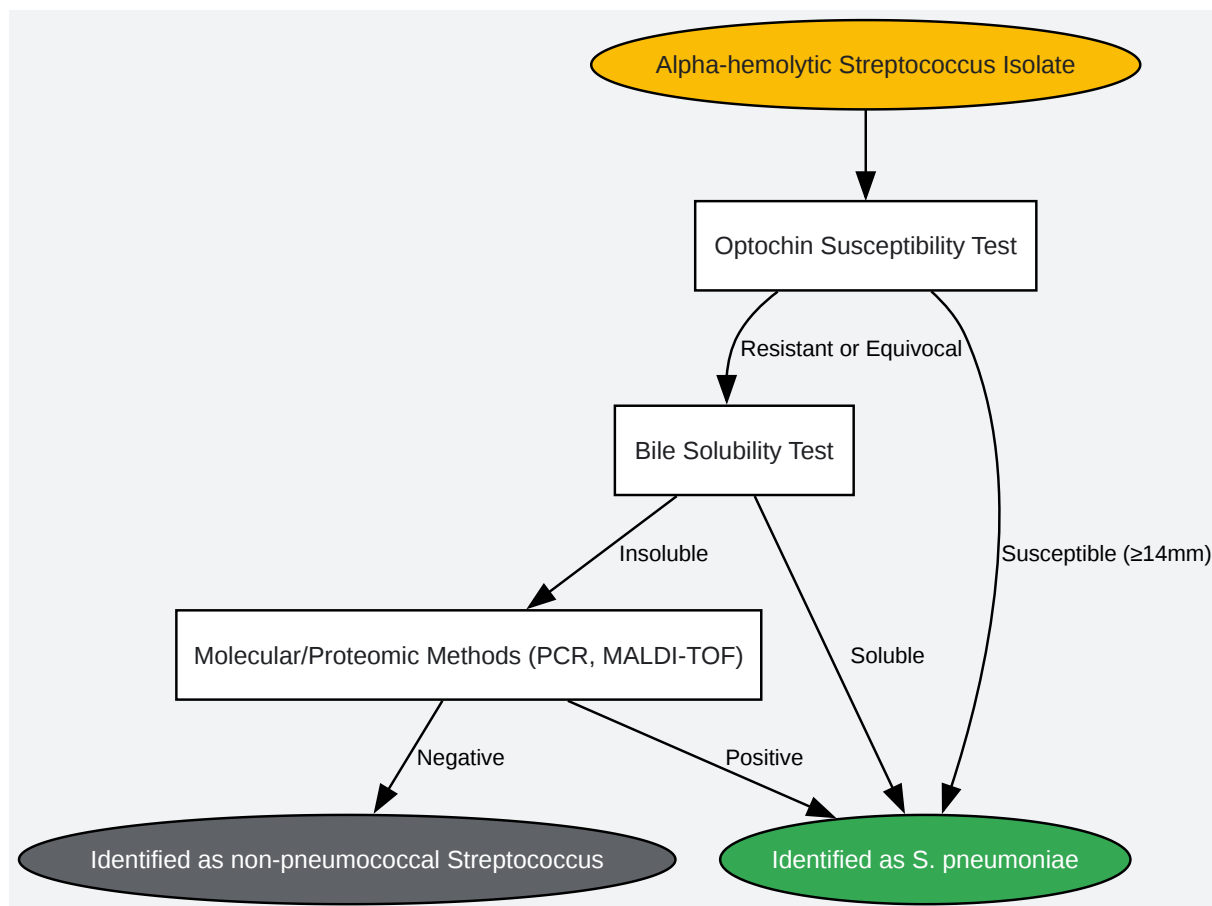 Alpha-hemolytic Streptococcus Isolate
Optochin Susceptibility Test
Resistant or Equivocal
Bile Solubility Test
Insoluble
Susceptible (≥14mm)
Molecular/Proteomic Methods (PCR, MALDI-TOF)
Soluble
Negative
Positive
Identified as non-pneumococcal Streptococcus
Identified as S. pneumoniae